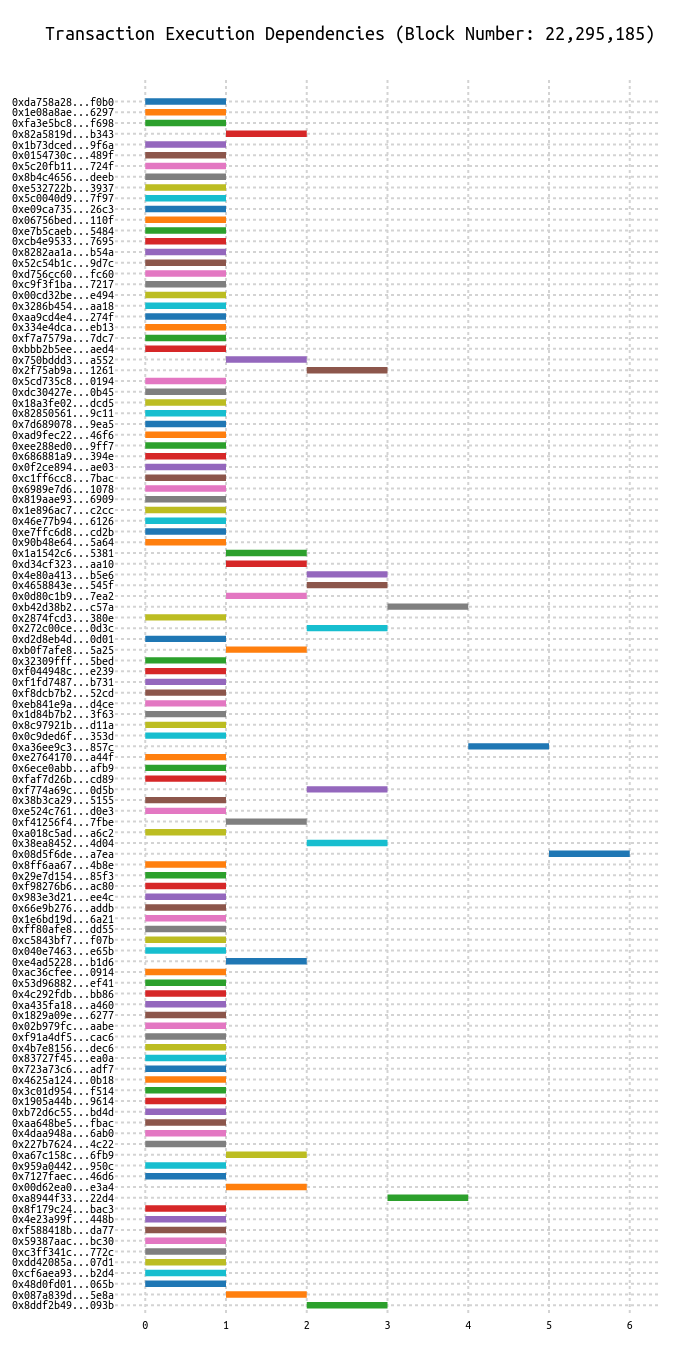 Transaction Execution Dependencies (Block Number: 22,295,185)
0xda758a28...f0b0
0x1e08a8ae...6297
0xfa3e5bc8...f698
0x82a5819d...b343
0x1b73dced...9f6a
0x0154730c...489f
0x5c20fb11...724f
0x8b4c4656...deeb
0xe532722b...3937
0x5c0040d9...7f97
0xe09ca735...26c3
0x06756bed...110f
0xe7b5caeb...5484
0xcb4e9533...7695
0x8282aa1a...b54a
0x52c54b1c...9d7c
0xd756cc60...fc60
0xc9f3f1ba...7217
0x00cd32be...e494
0x3286b454...aa18
0xaa9cd4e4...274f
0x334e4dca...eb13
0xf7a7579a...7dc7
0xbbb2b5ee...aed4
0x750bddd3...a552
0x2f75ab9a...1261
0x5cd735c8...0194
0xdc30427e...0b45
0x18a3fe02...dcd5
0x82850561...9c11
0x7d689078...9ea5
0xad9fec22...46f6
0xee288ed0...9ff7
0x686881a9...394e
0x0f2ce894...ae03
0xc1ff6cc8...7bac
0x6989e7d6...1078
0x819aae93...6909
0x1e896ac7...c2cc
0x46e77b94...6126
0xe7ffc6d8...cd2b
0x90b48e64...5a64
0x1a1542c6...5381
0xd34cf323...aa10
0x4e80a413...b5e6
0x4658843e...545f
0x0d80c1b9...7ea2
0xb42d38b2...c57a
0x2874fcd3...380e
0x272c00ce...0d3c
0xd2d8eb4d...0d01
0xb0f7afe8...5a25
0x32309fff...5bed
0xf044948c...e239
0xf1fd7487...b731
0xf8dcb7b2...52cd
0xeb841e9a...d4ce
0x1d84b7b2...3f63
0x8c97921b...d11a
0x0c9ded6f...353d
0xa36ee9c3...857c
0xe2764170...a44f
0x6ece0abb...afb9
0xfaf7d26b...cd89
0xf774a69c...0d5b
0x38b3ca29...5155
0xe524c761...d0e3
0xf41256f4...7fbe
0xa018c5ad...a6c2
0x38ea8452...4d04
0x08d5f6de...a7ea
0x8ff6aa67...4b8e
0x29e7d154...85f3
0xf98276b6...ac80
0x983e3d21...ee4c
0x66e9b276...addb
0x1e6bd19d...6a21
0xff80afe8...dd55
0xc5843bf7...f07b
0x040e7463...e65b
0xe4ad5228...b1d6
0xac36cfee...0914
0x53d96882...ef41
0x4c292fdb...bb86
0xa435fa18...a460
0x1829a09e...6277
0x02b979fc...aabe
0xf91a4df5...cac6
0x4b7e8156...dec6
0x83727f45...ea0a
0x723a73c6...adf7
0x4625a124...0b18
0x3c01d954...f514
0x1905a44b...9614
0xb72d6c55...bd4d
0xaa648be5...fbac
0x4daa948a...6ab0
0x227b7624...4c22
0xa67c158c...6fb9
0x959a0442...950c
0x7127faec...46d6
0x00d62ea0...e3a4
0xa8944f33...22d4
0x8f179c24...bac3
0x4e23a99f...448b
0xf588418b...da77
0x59387aac...bc30
0xc3ff341c...772c
0xdd42085a...07d1
0xcf6aea93...b2d4
0x48d0fd01...065b
0x087a839d...5e8a
0x8ddf2b49...093b
0 1 2 3 4 5 6